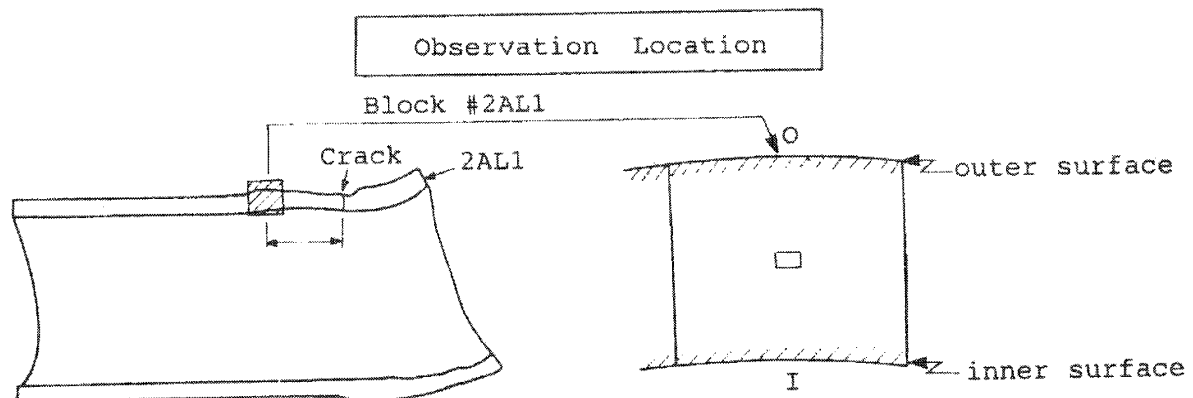 Observation Location
Block #2AL1
Crack
2AL1
O
outer surface
inner surface
I